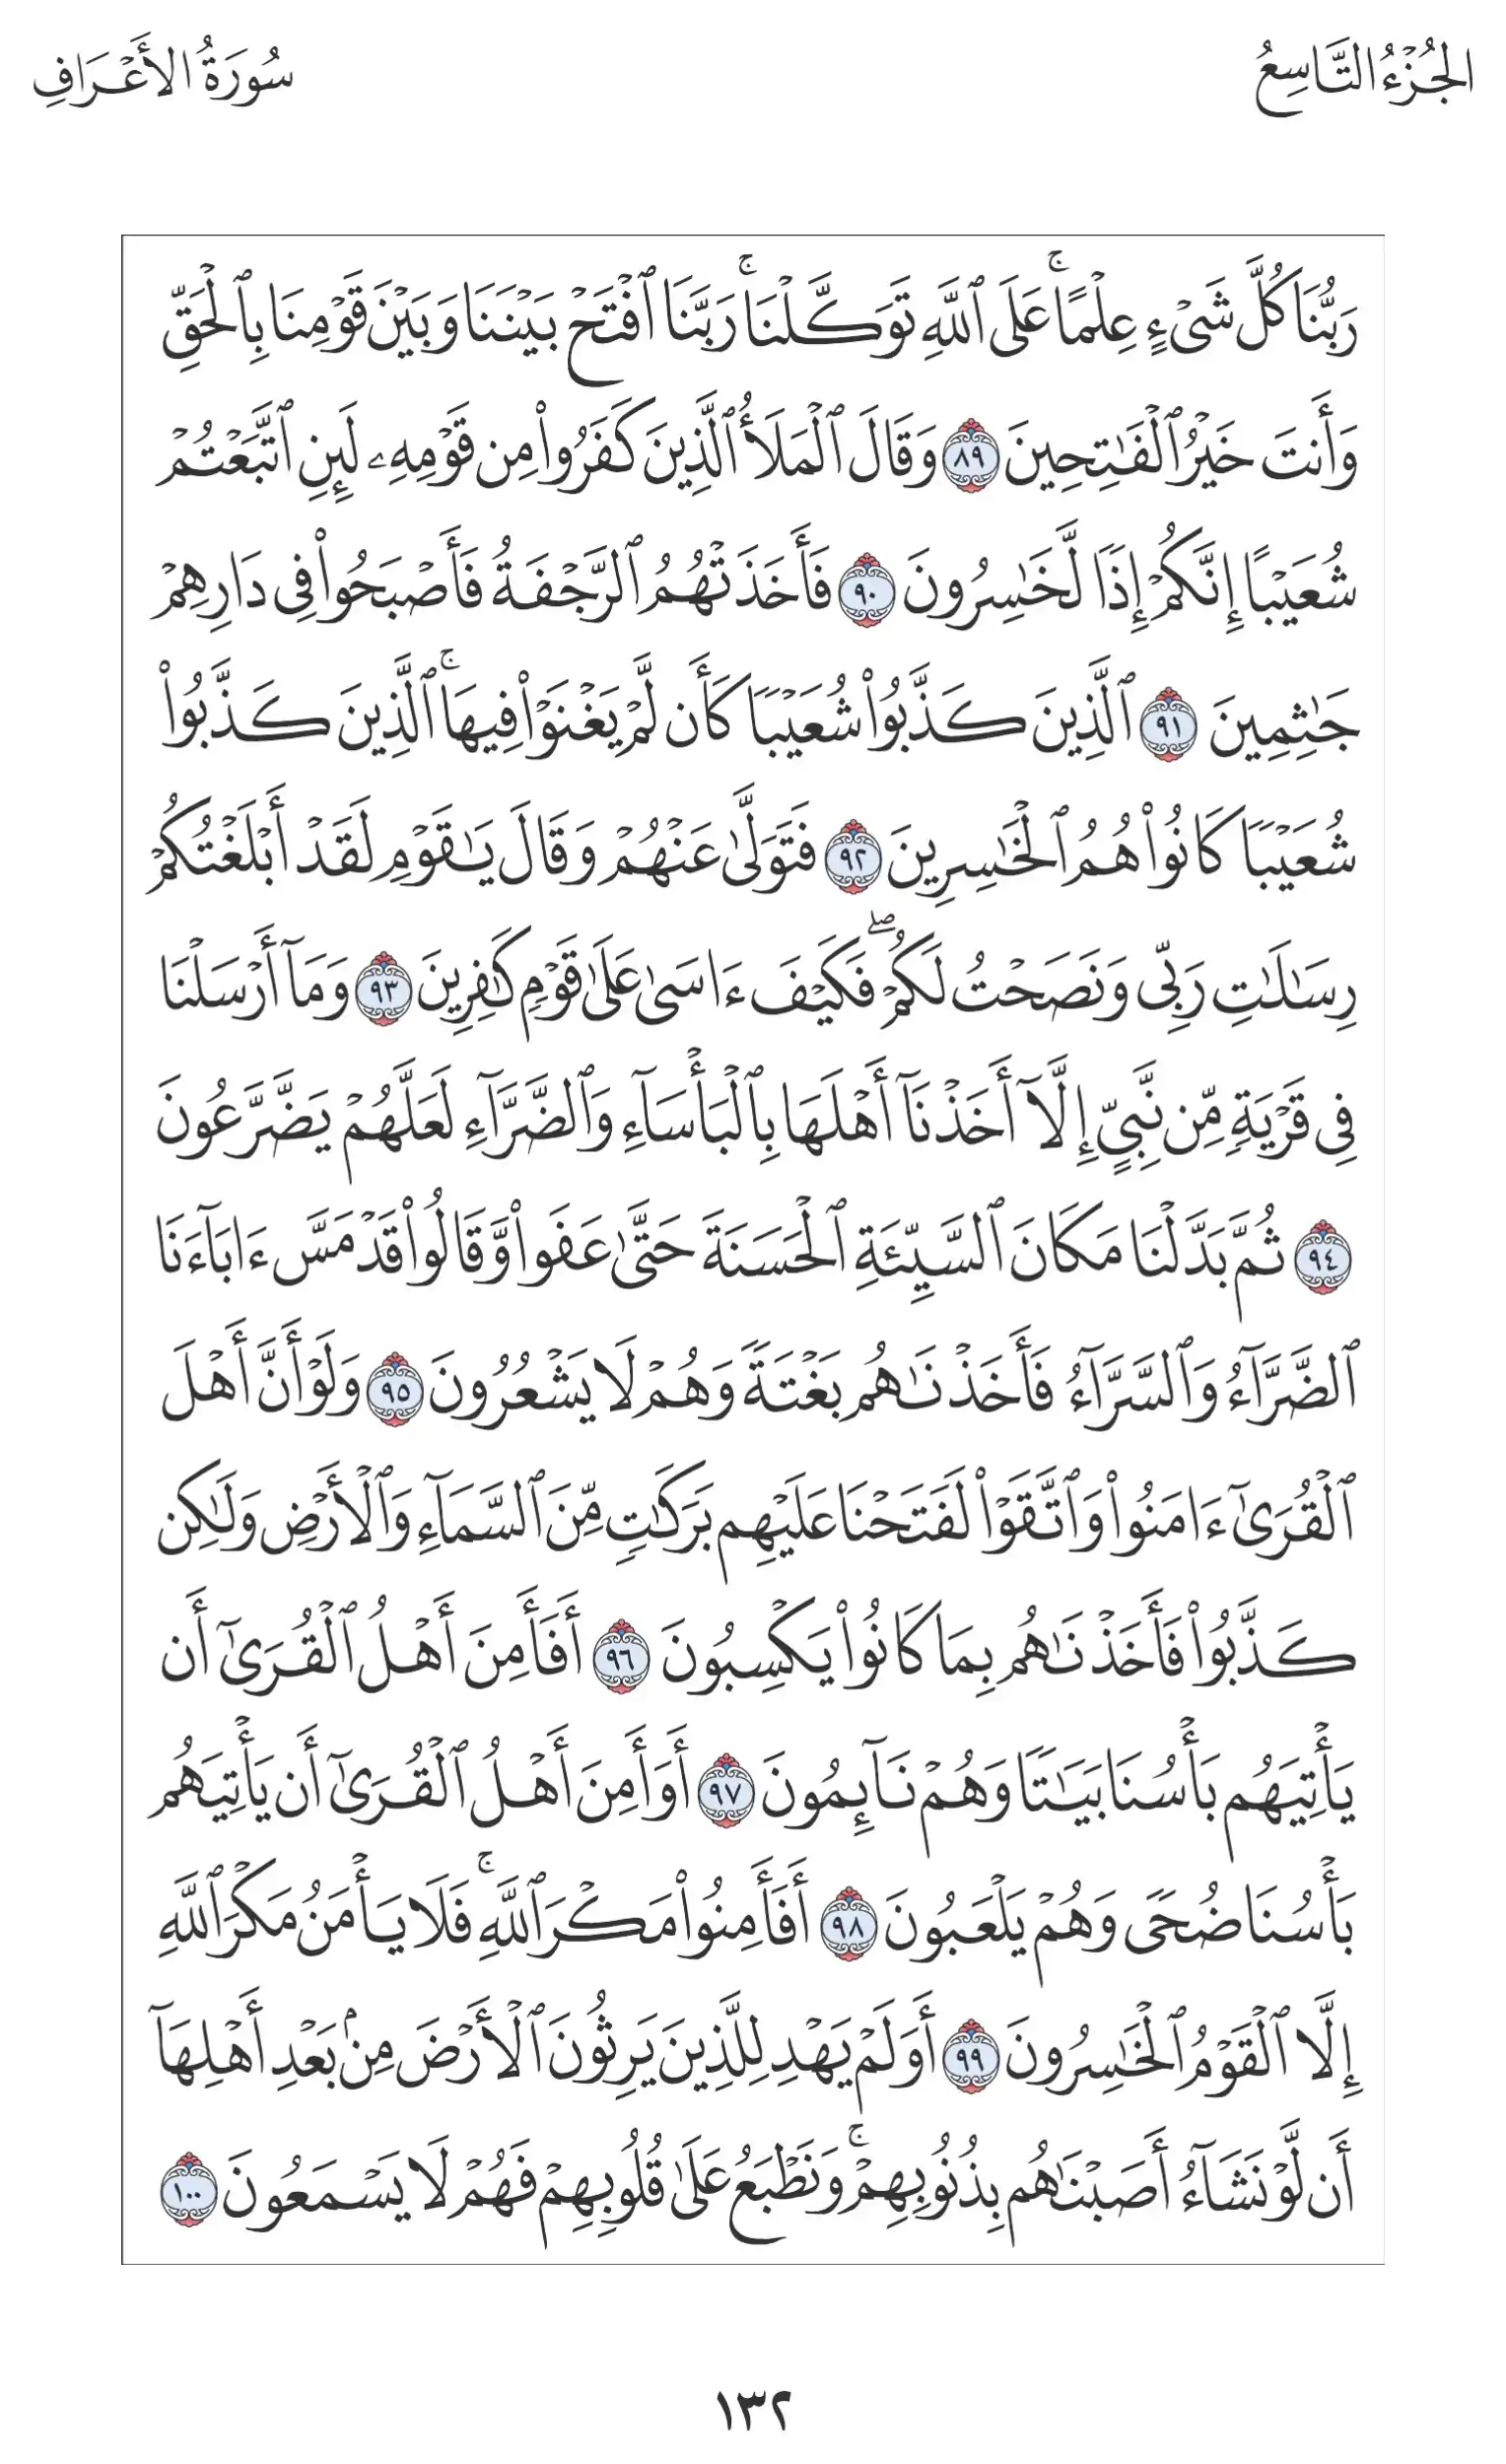 الجُزْءُ التَّاسِعُ
سُورَةُ الأَعْرَافِ
رَبُّنَا كُلَّ شَىْءٍ عِلْمًا ۚ عَلَى ٱللَّهِ تَوَكَّلْنَا ۚ رَبَّنَا ٱفْتَحْ بَيْنَنَا وَبَيْنَ قَوْمِنَا بِٱلْحَقِّ
وَأَنتَ خَيْرُ ٱلْفَٰتِحِينَ ٨٩ وَقَالَ ٱلْمَلَأُ ٱلَّذِينَ كَفَرُوا۟ مِن قَوْمِهِۦ لَئِنِ ٱتَّبَعْتُمْ
شُعَيْبًا إِنَّكُمْ إِذًا لَّخَٰسِرُونَ ٩٠ فَأَخَذَتْهُمُ ٱلرَّجْفَةُ فَأَصْبَحُوا۟ فِى دَارِهِمْ
جَٰثِمِينَ ٩١ ٱلَّذِينَ كَذَّبُوا۟ شُعَيْبًا كَأَن لَّمْ يَغْنَوْا۟ فِيهَا ۚ ٱلَّذِينَ كَذَّبُوا۟
شُعَيْبًا كَانُوا۟ هُمُ ٱلْخَٰسِرِينَ ٩٢ فَتَوَلَّىٰ عَنْهُمْ وَقَالَ يَٰقَوْمِ لَقَدْ أَبْلَغْتُكُمْ
رِسَٰلَٰتِ رَبِّى وَنَصَحْتُ لَكُمْ ۖ فَكَيْفَ ءَاسَىٰ عَلَىٰ قَوْمٍ كَٰفِرِينَ ٩٣ وَمَآ أَرْسَلْنَا
فِى قَرْيَةٍ مِّن نَّبِىٍّ إِلَّآ أَخَذْنَآ أَهْلَهَا بِٱلْبَأْسَآءِ وَٱلضَّرَّآءِ لَعَلَّهُمْ يَضَّرَّعُونَ
٩٤ ثُمَّ بَدَّلْنَا مَكَانَ ٱلسَّيِّئَةِ ٱلْحَسَنَةَ حَتَّىٰ عَفَوا۟ وَّقَالُوا۟ قَدْ مَسَّ ءَابَآءَنَا
ٱلضَّرَّآءُ وَٱلسَّرَّآءُ فَأَخَذْنَٰهُم بَغْتَةً وَهُمْ لَا يَشْعُرُونَ ٩٥ وَلَوْ أَنَّ أَهْلَ
ٱلْقُرَىٰٓ ءَامَنُوا۟ وَٱتَّقَوْا۟ لَفَتَحْنَا عَلَيْهِم بَرَكَٰتٍ مِّنَ ٱلسَّمَآءِ وَٱلْأَرْضِ وَلَٰكِن
كَذَّبُوا۟ فَأَخَذْنَٰهُم بِمَا كَانُوا۟ يَكْسِبُونَ ٩٦ أَفَأَمِنَ أَهْلُ ٱلْقُرَىٰٓ أَن
يَأْتِيَهُم بَأْسُنَا بَيَٰتًا وَهُمْ نَآئِمُونَ ٩٧ أَوَأَمِنَ أَهْلُ ٱلْقُرَىٰٓ أَن يَأْتِيَهُم
بَأْسُنَا ضُحًى وَهُمْ يَلْعَبُونَ ٩٨ أَفَأَمِنُوا۟ مَكْرَ ٱللَّهِ ۚ فَلَا يَأْمَنُ مَكْرَ ٱللَّهِ
إِلَّا ٱلْقَوْمُ ٱلْخَٰسِرُونَ ٩٩ أَوَلَمْ يَهْدِ لِلَّذِينَ يَرِثُونَ ٱلْأَرْضَ مِنۢ بَعْدِ أَهْلِهَآ
أَن لَّوْ نَشَآءُ أَصَبْنَٰهُم بِذُنُوبِهِمْ ۚ وَنَطْبَعُ عَلَىٰ قُلُوبِهِمْ فَهُمْ لَا يَسْمَعُونَ ١٠٠
١٣٢